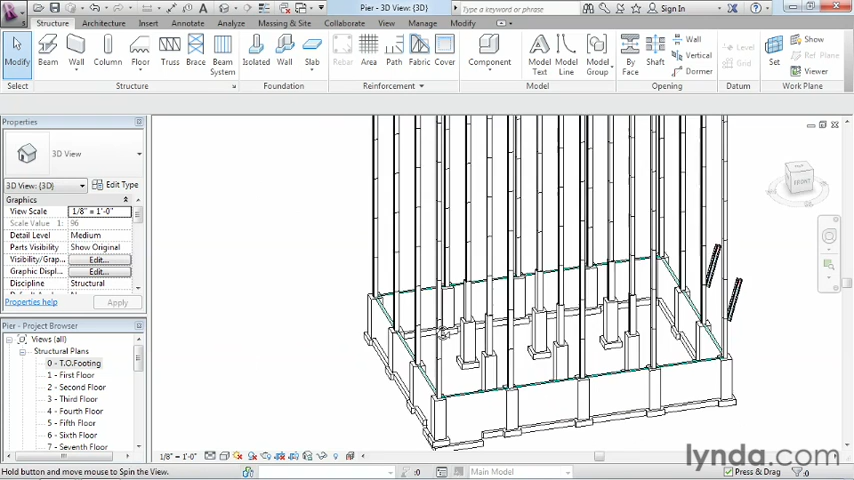 Pier - 3D View: {3D}
Type a keyword or phrase
Sign In
Structure Architecture Insert Annotate Analyze Massing & Site Collaborate View Manage Modify
Modify Beam Wall Column Floor Truss Brace Beam System Isolated Wall Slab Rebar Area Path Fabric Cover Component Model Text Model Line Model Group By Face Shaft Wall Vertical Dormer Level Grid Set Show Ref Plane Viewer
Select Structure Foundation Reinforcement Model Opening Datum Work Plane
Properties
3D View
3D View: {3D} Edit Type
Graphics
View Scale 1/8" = 1'-0"
Scale Value 1: 96
Detail Level Medium
Parts Visibility Show Original
Visibility/Grap... Edit...
Graphic Displ... Edit...
Discipline Structural
Properties help Apply
FRONT
Pier - Project Browser
Views (all)
Structural Plans
0 - T.O.Footing
1 - First Floor
2 - Second Floor
3 - Third Floor
4 - Fourth Floor
5 - Fifth Floor
6 - Sixth Floor
7 - Seventh Floor
1/8" = 1'-0"
Hold button and move mouse to Spin the View.
:0
Main Model
Press & Drag
:0
lynda.com